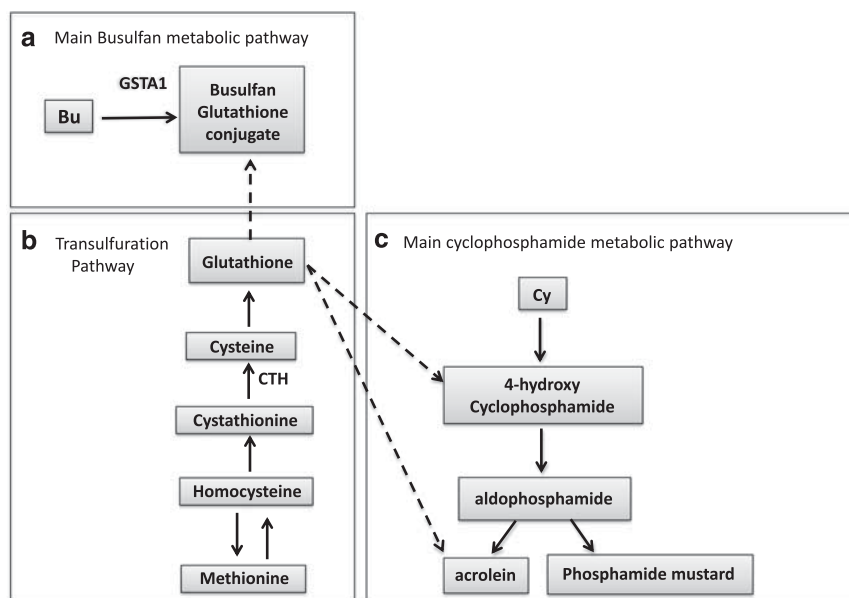 a Main Busulfan metabolic pathway
GSTA1
Bu
Busulfan
Glutathione
conjugate
b Transulfuration
Pathway
Glutathione
Cysteine
CTH
Cystathionine
Homocysteine
Methionine
c Main cyclophosphamide metabolic pathway
Cy
4-hydroxy
Cyclophosphamide
aldophosphamide
acrolein
Phosphamide mustard